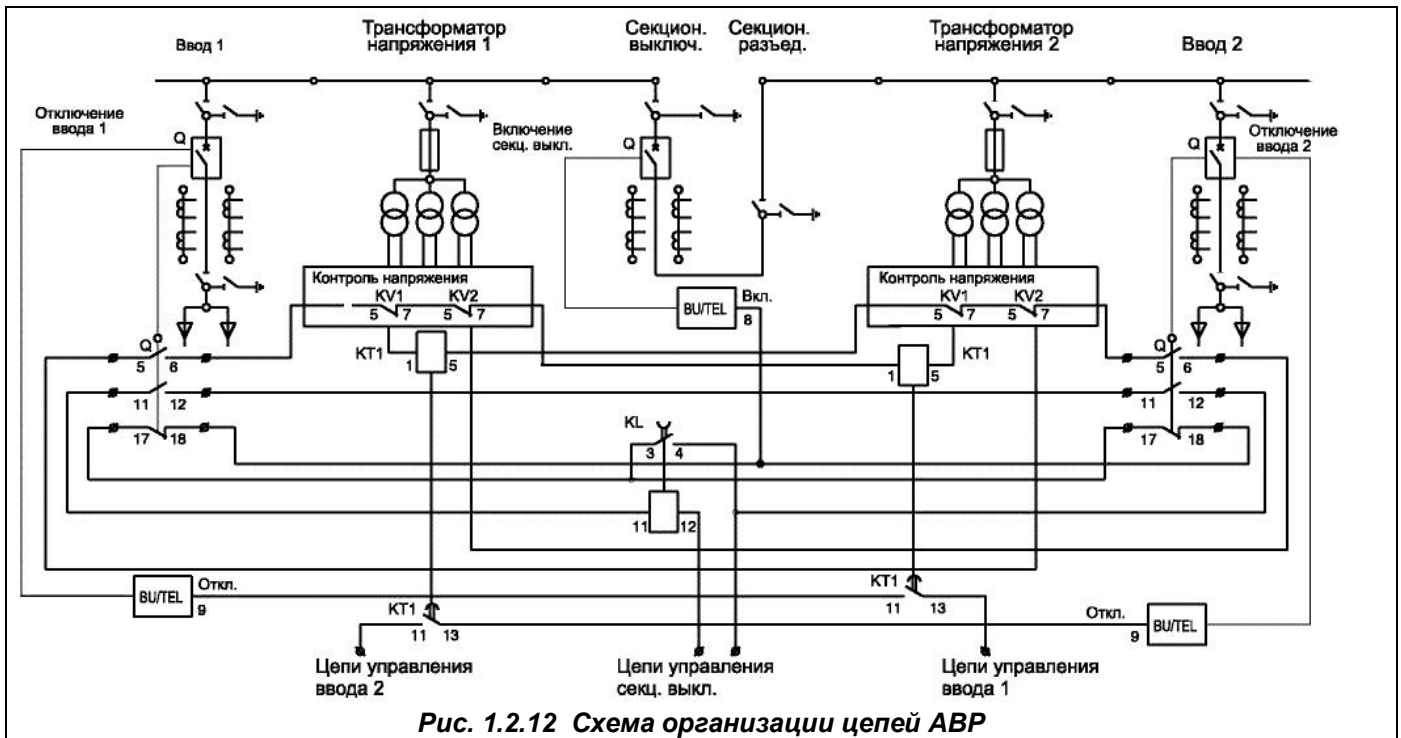 Ввод 1
Трансформатор
напряжения 1
Секцион.
выключ.
Секцион.
разъед.
Трансформатор
напряжения 2
Ввод 2
Отключение
ввода 1
Q
Включение
секц. выкл.
Q
Q
Отключение
ввода 2
Контроль напряжения
KV1 KV2
5 7 5 7
BU/TEL
Вкл.
8
Контроль напряжения
KV1 KV2
5 7 5 7
Q
5 6
KT1
1 5
1 5
KT1
Q
5 6
11 12
11 12
17 18
KL
3 4
17 18
11 12
BU/TEL
Откл.
9
KT1
11 13
KT1
11 13
Откл.
9
BU/TEL
Цепи управления
ввода 2
Цепи управления
секц. выкл.
Цепи управления
ввода 1
Рис. 1.2.12 Схема организации цепей АВР